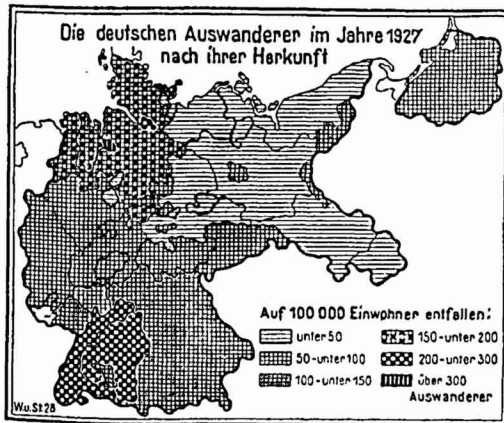 Die deutschen Auswanderer im Jahre 1927
nach ihrer Herkunft
Auf 100 000 Einwohner entfallen:
unter 50
50-unter 100
100-unter 150
150-unter 200
200-unter 300
über 300
Auswanderer
W.u.St.28